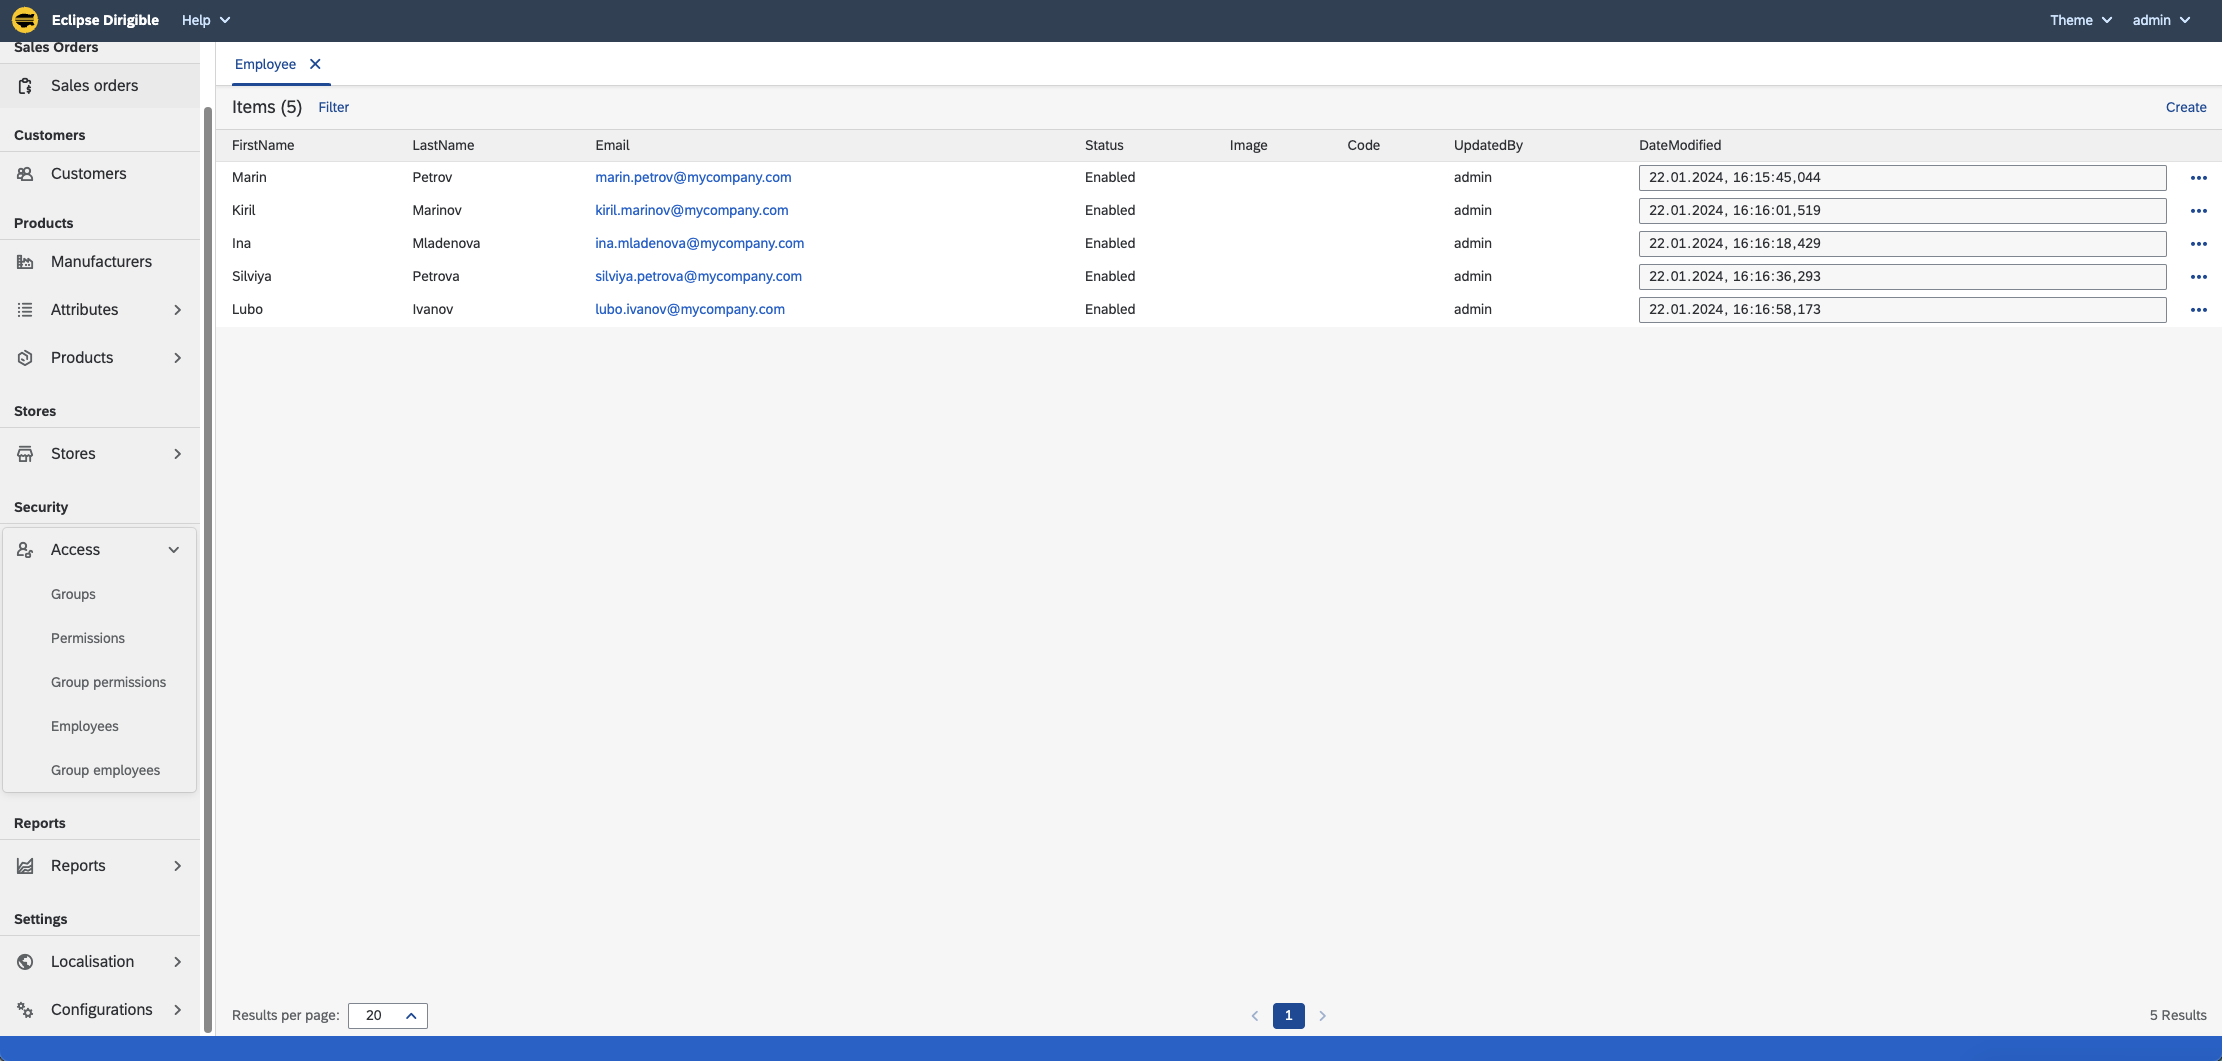 Eclipse Dirigible Help Theme admin
Sales Orders
Sales orders
Customers
Customers
Products
Manufacturers
Attributes
Products
Stores
Stores
Security
Access
Groups
Permissions
Group permissions
Employees
Group employees
Reports
Reports
Settings
Localisation
Configurations
Employee
Items (5) Filter Create
FirstName LastName Email Status Image Code UpdatedBy DateModified
Marin Petrov marin.petrov@mycompany.com Enabled admin 22.01.2024, 16:15:45,044
Kiril Marinov kiril.marinov@mycompany.com Enabled admin 22.01.2024, 16:16:01,519
Ina Mladenova ina.mladenova@mycompany.com Enabled admin 22.01.2024, 16:16:18,429
Silviya Petrova silviya.petrova@mycompany.com Enabled admin 22.01.2024, 16:16:36,293
Lubo Ivanov lubo.ivanov@mycompany.com Enabled admin 22.01.2024, 16:16:58,173
Results per page: 20 1 5 Results